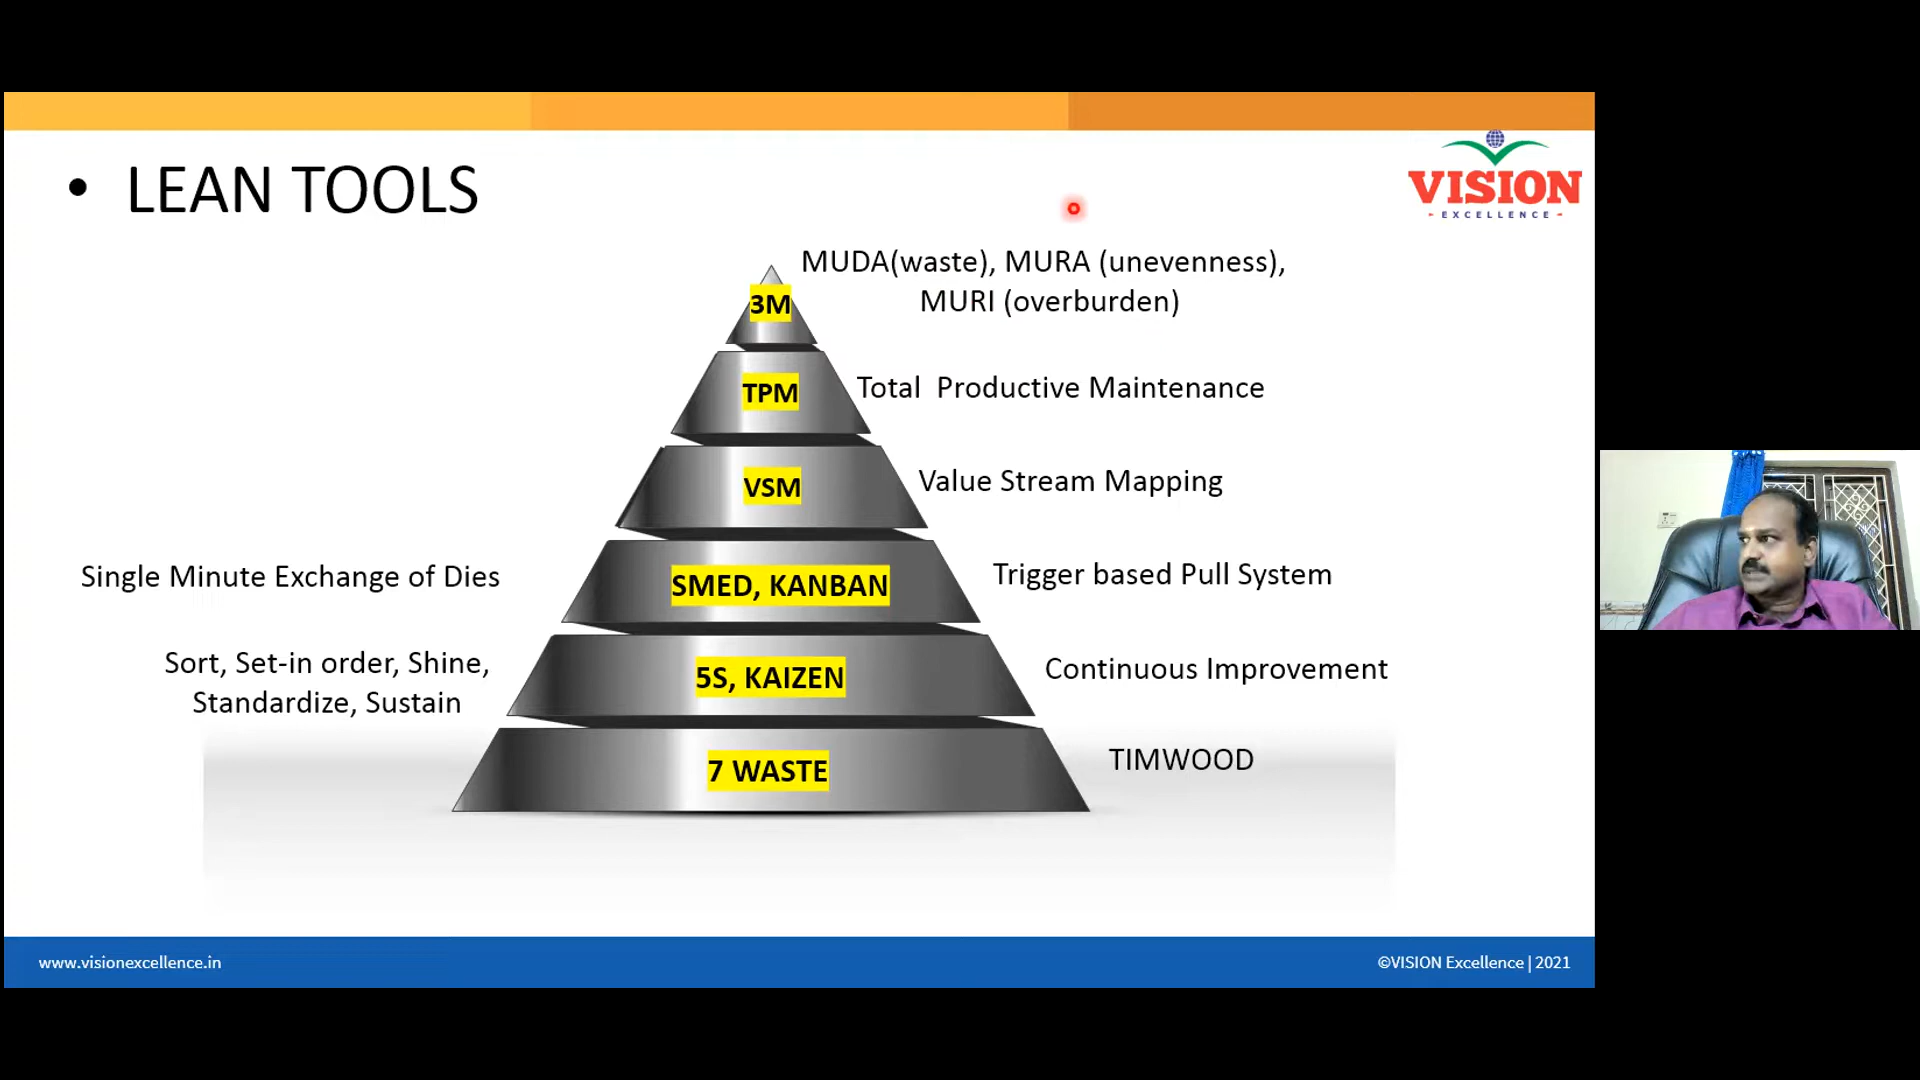 • LEAN TOOLS
VISION
- EXCELLENCE -
MUDA(waste), MURA (unevenness),
MURI (overburden)
3M
TPM
Total Productive Maintenance
VSM
Value Stream Mapping
Single Minute Exchange of Dies
SMED, KANBAN
Trigger based Pull System
Sort, Set-in order, Shine,
Standardize, Sustain
5S, KAIZEN
Continuous Improvement
7 WASTE
TIMWOOD
www.visionexcellence.in
©VISION Excellence | 2021